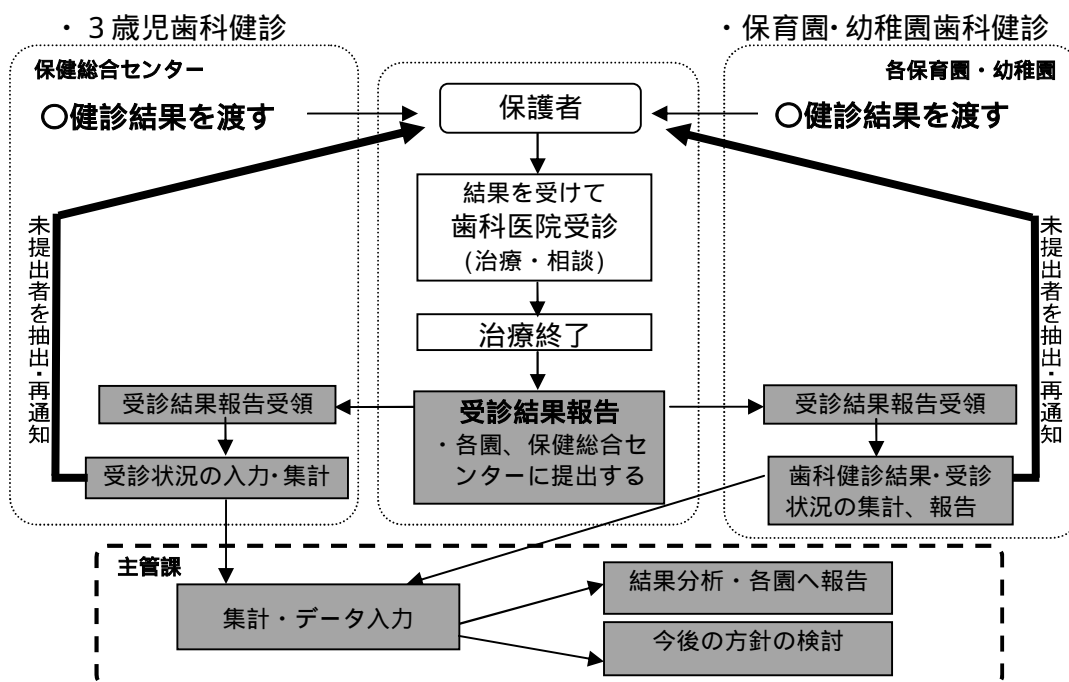 ・３歳児歯科健診
・保育園・幼稚園歯科健診
保健総合センター
各保育園・幼稚園
〇健診結果を渡す
保護者
〇健診結果を渡す
結果を受けて
歯科医院受診
(治療・相談)
未提出者を抽出・再通知
未提出者を抽出・再通知
治療終了
受診結果報告受領
受診結果報告
・各園、保健総合セ
ンターに提出する
受診結果報告受領
受診状況の入力・集計
歯科健診結果・受診
状況の集計、報告
主管課
集計・データ入力
結果分析・各園へ報告
今後の方針の検討